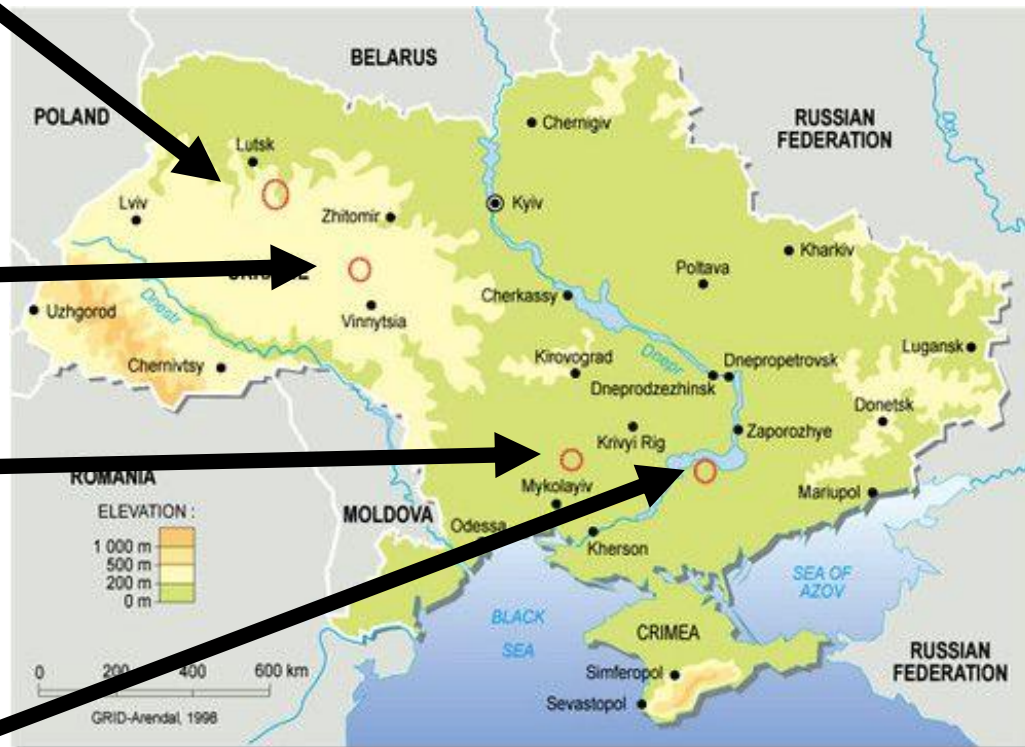 BELARUS
POLAND
RUSSIAN
FEDERATION
Don
Chernigiv
Lutsk
Lviv
Zhitomir
Kyiv
Kharkiv
Poltava
Cherkassy
Uzhgorod
Dnestr
Vinnytsia
Chernivtsy
Kirovograd
Dnepr
Dnepropetrovsk
Dneprodzezhinsk
Lugansk
Donetsk
Krivyi Rig
Zaporozhye
ROMANIA
Mykolayiv
Mariupol
MOLDOVA
Odessa
Kherson
ELEVATION :
1 000 m
500 m
200 m
0 m
SEA OF
AZOV
BLACK
SEA
CRIMEA
Simferopol
Sevastopol
RUSSIAN
FEDERATION
0 200 400 600 km
GRID-Arendal, 1998